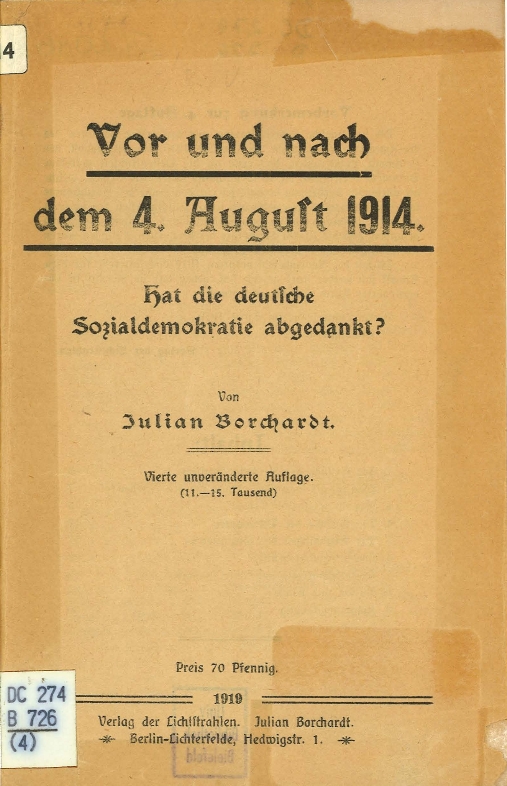 4
Vor und nach
dem 4. Auguſt 1914.
Hat die deutſche
Sozialdemokratie abgedankt?
Von
Julian Borchardt.
Vierte unveränderte Auflage.
(11.—15. Tausend)
Preis 70 Pfennig.
1919
Verlag der Lichtſtrahlen. Julian Borchardt.
Berlin-Lichterfelde, Hedwigstr. 1.
DC 274
B 726
(4)
Bielefeld